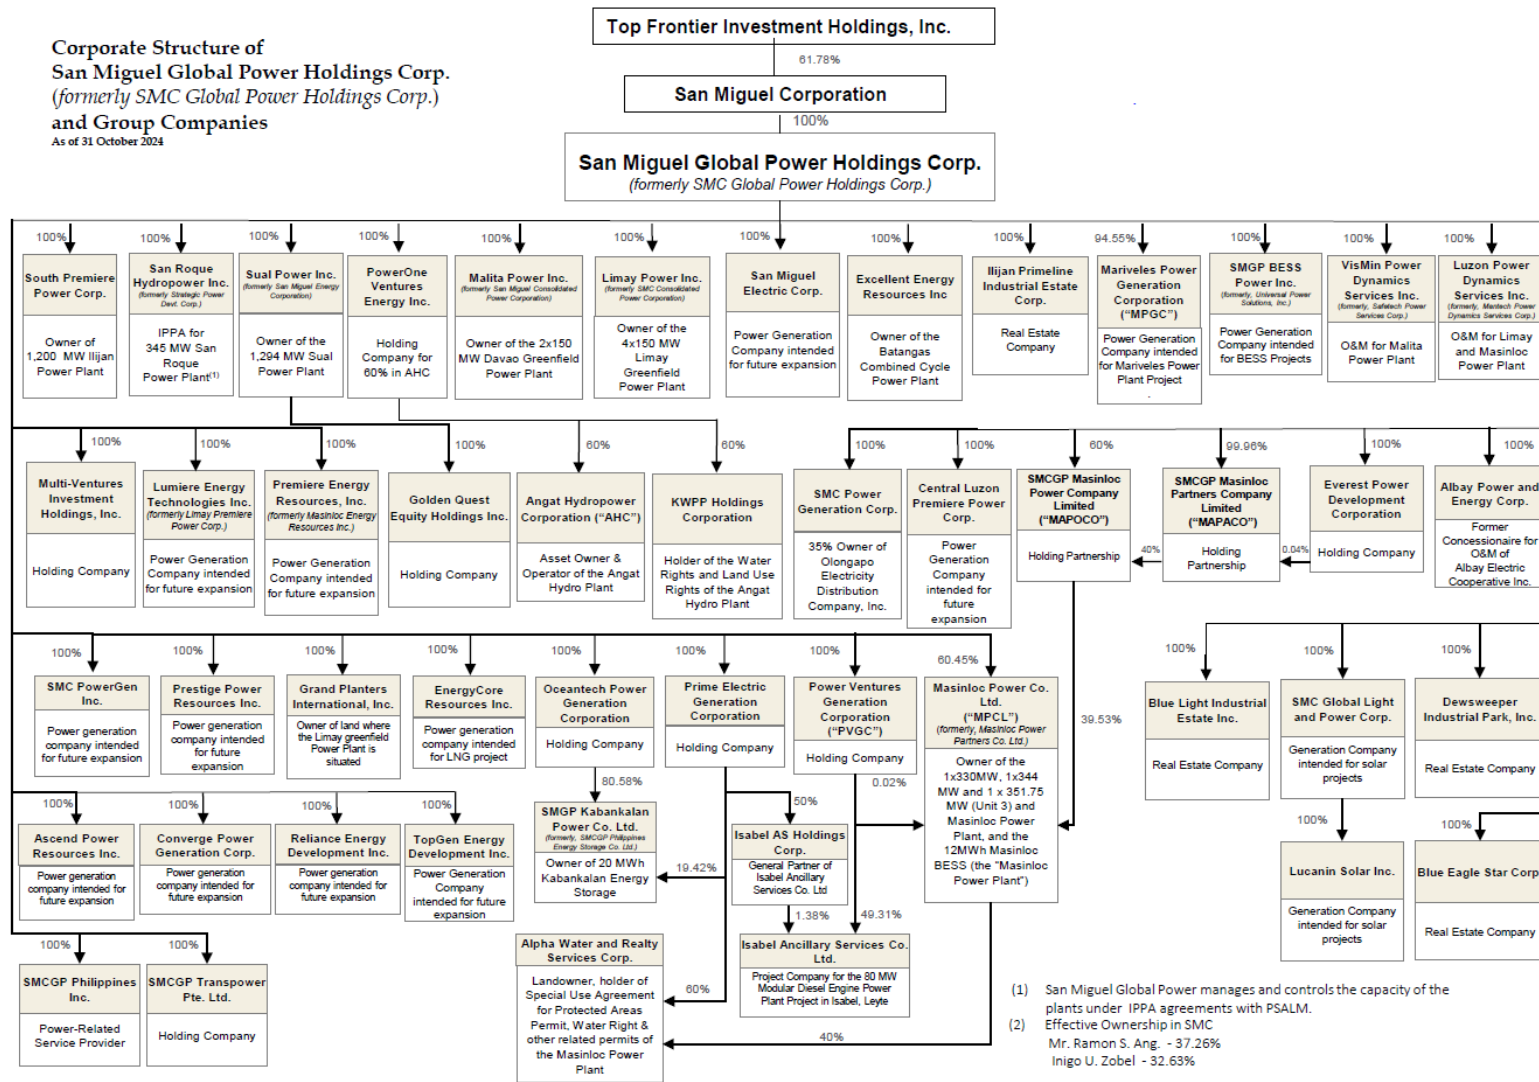 Top Frontier Investment Holdings, Inc.
Corporate Structure of
San Miguel Global Power Holdings Corp.
(formerly SMC Global Power Holdings Corp.)
and Group Companies
As of 31 October 2024
61.78%
San Miguel Corporation
100%
San Miguel Global Power Holdings Corp.
(formerly SMC Global Power Holdings Corp.)
100%
South Premiere
Power Corp.
Owner of
1,200 MW Ilijan
Power Plant
100%
San Roque
Hydropower Inc.
(formerly Strategic Power
Devt. Corp.)
IPPA for
345 MW San
Roque
Power Plant(1)
100%
Sual Power Inc.
(formerly San Miguel Energy
Corporation)
Owner of the
1,294 MW Sual
Power Plant
100%
PowerOne
Ventures
Energy Inc.
Holding
Company for
60% in AHC
100%
Malita Power Inc.
(formerly San Miguel Consolidated
Power Corporation)
Owner of the 2x150
MW Davao Greenfield
Power Plant
100%
Limay Power Inc.
(formerly SMC Consolidated
Power Corporation)
Owner of the
4x150 MW
Limay
Greenfield
Power Plant
100%
San Miguel
Electric Corp.
Power Generation
Company intended
for future expansion
100%
Excellent Energy
Resources Inc
Owner of the
Batangas
Combined Cycle
Power Plant
100%
Ilijan Primeline
Industrial Estate
Corp.
Real Estate
Company
94.55%
Mariveles Power
Generation
Corporation
("MPGC")
Power Generation
Company intended
for Mariveles Power
Plant Project
100%
SMGP BESS
Power Inc.
(formerly, Universal Power
Solutions, Inc.)
Power Generation
Company intended
for BESS Projects
100%
VisMin Power
Dynamics
Services Inc.
(formerly, Safetech Power
Services Corp.)
O&M for Malita
Power Plant
100%
Luzon Power
Dynamics
Services Inc.
(formerly, Mantech Power
Dynamics Services Corp.)
O&M for Limay
and Masinloc
Power Plant
100%
Multi-Ventures
Investment
Holdings, Inc.
Holding Company
100%
Lumiere Energy
Technologies Inc.
(formerly Limay Premiere
Power Corp.)
Power Generation
Company intended
for future expansion
100%
Premiere Energy
Resources, Inc.
(formerly Masinloc Energy
Resources Inc.)
Power Generation
Company intended
for future expansion
100%
Golden Quest
Equity Holdings Inc.
Holding Company
60%
Angat Hydropower
Corporation ("AHC")
Asset Owner &
Operator of the Angat
Hydro Plant
60%
KWPP Holdings
Corporation
Holder of the Water
Rights and Land Use
Rights of the Angat
Hydro Plant
100%
SMC Power
Generation Corp.
35% Owner of
Olongapo
Electricity
Distribution
Company, Inc.
100%
Central Luzon
Premiere Power
Corp.
Power
Generation
Company
intended for
future
expansion
60%
SMCGP Masinloc
Power Company
Limited
("MAPOCO")
Holding Partnership
40%
99.96%
SMCGP Masinloc
Partners Company
Limited
("MAPACO")
Holding
Partnership
0.04%
100%
Everest Power
Development
Corporation
Holding Company
100%
Albay Power and
Energy Corp.
Former
Concessionaire for
O&M of
Albay Electric
Cooperative Inc.
100%
SMC PowerGen
Inc.
Power generation
company intended
for future expansion
100%
Prestige Power
Resources Inc.
Power generation
company intended
for future
expansion
100%
Grand Planters
International, Inc.
Owner of land where
the Limay greenfield
Power Plant is
situated
100%
EnergyCore
Resources Inc.
Power generation
company intended
for LNG project
100%
Oceantech Power
Generation
Corporation
Holding Company
100%
Prime Electric
Generation
Corporation
Holding Company
100%
Power Ventures
Generation
Corporation
("PVGC")
Holding Company
60.45%
Masinloc Power Co.
Ltd.
("MPCL")
(formerly, Masinloc Power
Partners Co. Ltd.)
Owner of the
1x330MW, 1x344
MW and 1 x 351.75
MW (Unit 3) and
Masinloc Power
Plant, and the
12MWh Masinloc
BESS (the "Masinloc
Power Plant")
39.53%
100%
Blue Light Industrial
Estate Inc.
Real Estate Company
100%
SMC Global Light
and Power Corp.
Generation Company
intended for solar
projects
100%
Dewsweeper
Industrial Park, Inc.
Real Estate Company
80.58%
0.02%
50%
100%
Ascend Power
Resources Inc.
Power generation
company intended for
future expansion
100%
Converge Power
Generation Corp.
Power generation
company intended for
future expansion
100%
Reliance Energy
Development Inc.
Power generation
company intended for
future expansion
100%
TopGen Energy
Development Inc.
Power Generation
Company
intended for future
expansion
SMGP Kabankalan
Power Co. Ltd.
(formerly, SMCGP Philippines
Energy Storage Co. Ltd.)
Owner of 20 MWh
Kabankalan Energy
Storage
19.42%
Isabel AS Holdings
Corp.
General Partner of
Isabel Ancillary
Services Co. Ltd
1.38%
49.31%
100%
Lucanin Solar Inc.
Generation Company
intended for solar
projects
100%
Blue Eagle Star Corp
Real Estate Company
100%
SMCGP Philippines
Inc.
Power-Related
Service Provider
100%
SMCGP Transpower
Pte. Ltd.
Holding Company
Alpha Water and Realty
Services Corp.
Landowner, holder of
Special Use Agreement
for Protected Areas
Permit, Water Right &
other related permits of
the Masinloc Power
Plant
60%
40%
Isabel Ancillary Services Co.
Ltd.
Project Company for the 80 MW
Modular Diesel Engine Power
Plant Project in Isabel, Leyte
(1) San Miguel Global Power manages and controls the capacity of the
plants under IPPA agreements with PSALM.
(2) Effective Ownership in SMC
Mr. Ramon S. Ang. - 37.26%
Inigo U. Zobel - 32.63%